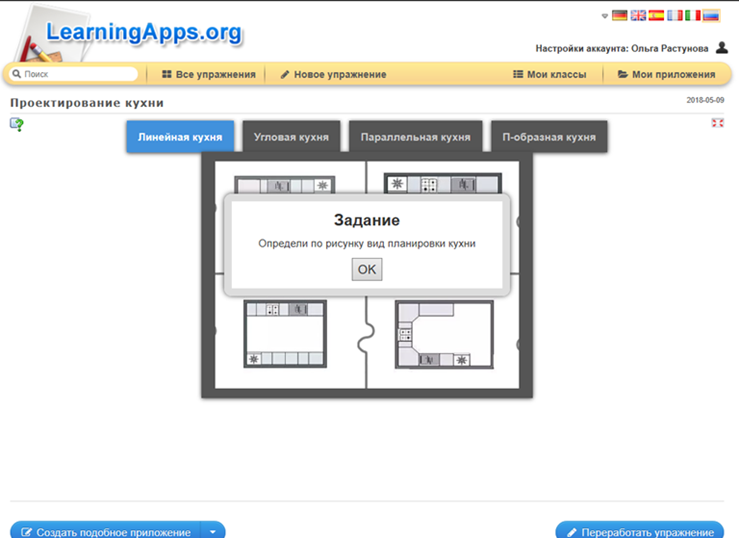 LearningApps.org
Настройки аккаунта: Ольга Растунова
Поиск
Все упражнения
Новое упражнение
Мои классы
Мои приложения
Проектирование кухни
2018-05-09
Линейная кухня
Угловая кухня
Параллельная кухня
П-образная кухня
Задание
Определи по рисунку вид планировки кухни
OK
Создать подобное приложение
Переработать упражнение